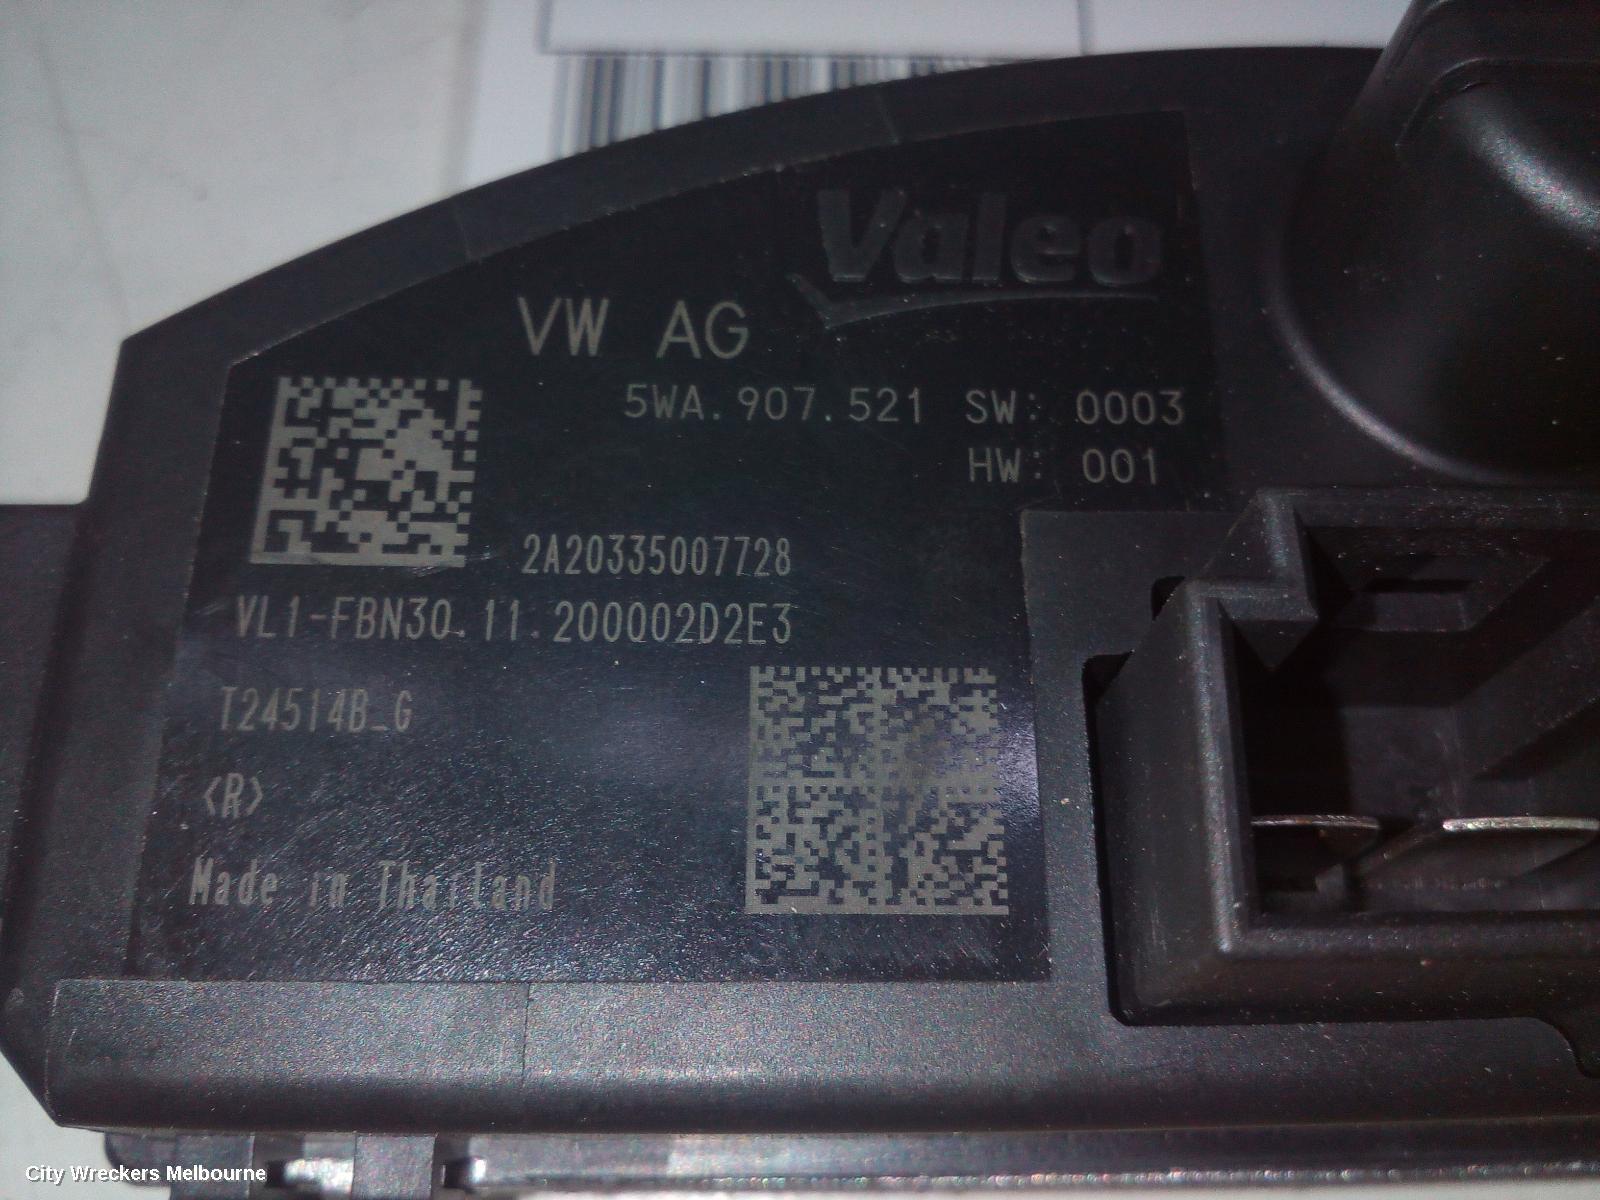 Valeo
VW AG
5WA.907.521 SW: 0003
HW: 001
2A20335007728
VL1-FBN30.11.200002D2E3
T24514B_G
<R>
Made in Thailand
City Wreckers Melbourne